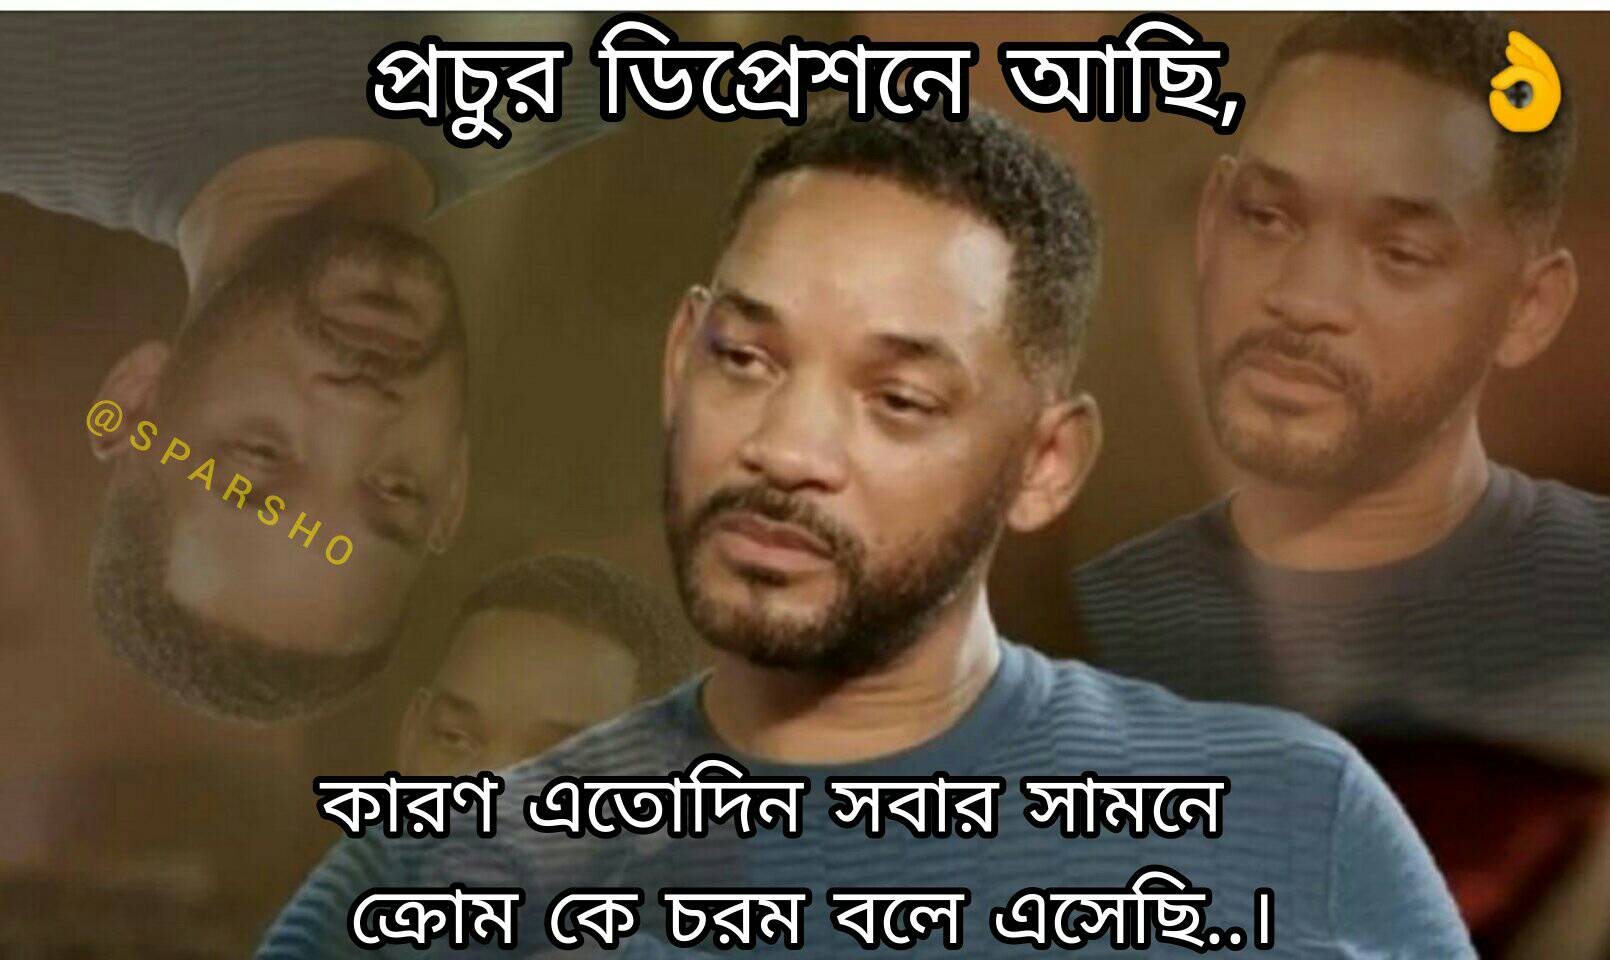 প্রচুর ডিপ্রেশনে আছি,
@SPARSHO
কারণ এতোদিন সবার সামনে
ক্রোম কে চরম বলে এসেছি..।